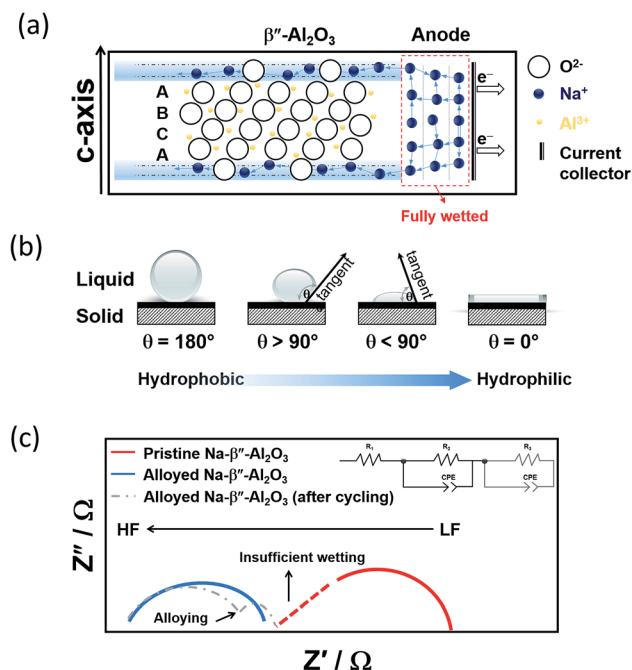 (a)
β″-Al₂O₃
Anode
c-axis
A
B
C
A
e⁻
e⁻
O²⁻
Na⁺
Al³⁺
Current
collector
Fully wetted
(b)
Liquid
Solid
θ
tangent
θ
tangent
θ = 180°
θ > 90°
θ < 90°
θ = 0°
Hydrophobic
Hydrophilic
(c)
Pristine Na-β″-Al₂O₃
Alloyed Na-β″-Al₂O₃
Alloyed Na-β″-Al₂O₃ (after cycling)
R₁
R₂
R₃
CPE
CPE
HF
LF
Insufficient wetting
Alloying
Z″ / Ω
Z′ / Ω